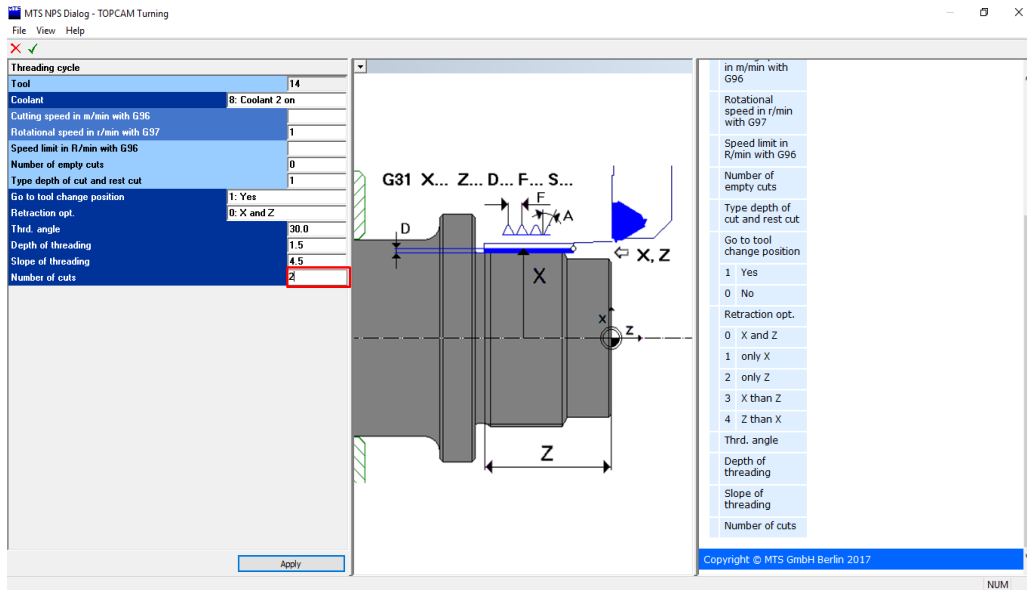 MTS NPS Dialog - TOPCAM Turning
File View Help
Threading cycle
Tool 14
Coolant 8: Coolant 2 on
Cutting speed in m/min with G96
Rotational speed in r/min with G97 1
Speed limit in R/min with G96
Number of empty cuts 0
Type depth of cut and rest cut 1
Go to tool change position 1: Yes
Retraction opt. 0: X and Z
Thrd. angle 30.0
Depth of threading 1.5
Slope of threading 4.5
Number of cuts 2
Apply
G31 X... Z... D... F... S...
F
A
D
X, Z
X
x
z
Z
in m/min with
G96
Rotational
speed in r/min
with G97
Speed limit in
R/min with G96
Number of
empty cuts
Type depth of
cut and rest cut
Go to tool
change position
1 Yes
0 No
Retraction opt.
0 X and Z
1 only X
2 only Z
3 X than Z
4 Z than X
Thrd. angle
Depth of
threading
Slope of
threading
Number of cuts
Copyright © MTS GmbH Berlin 2017
NUM